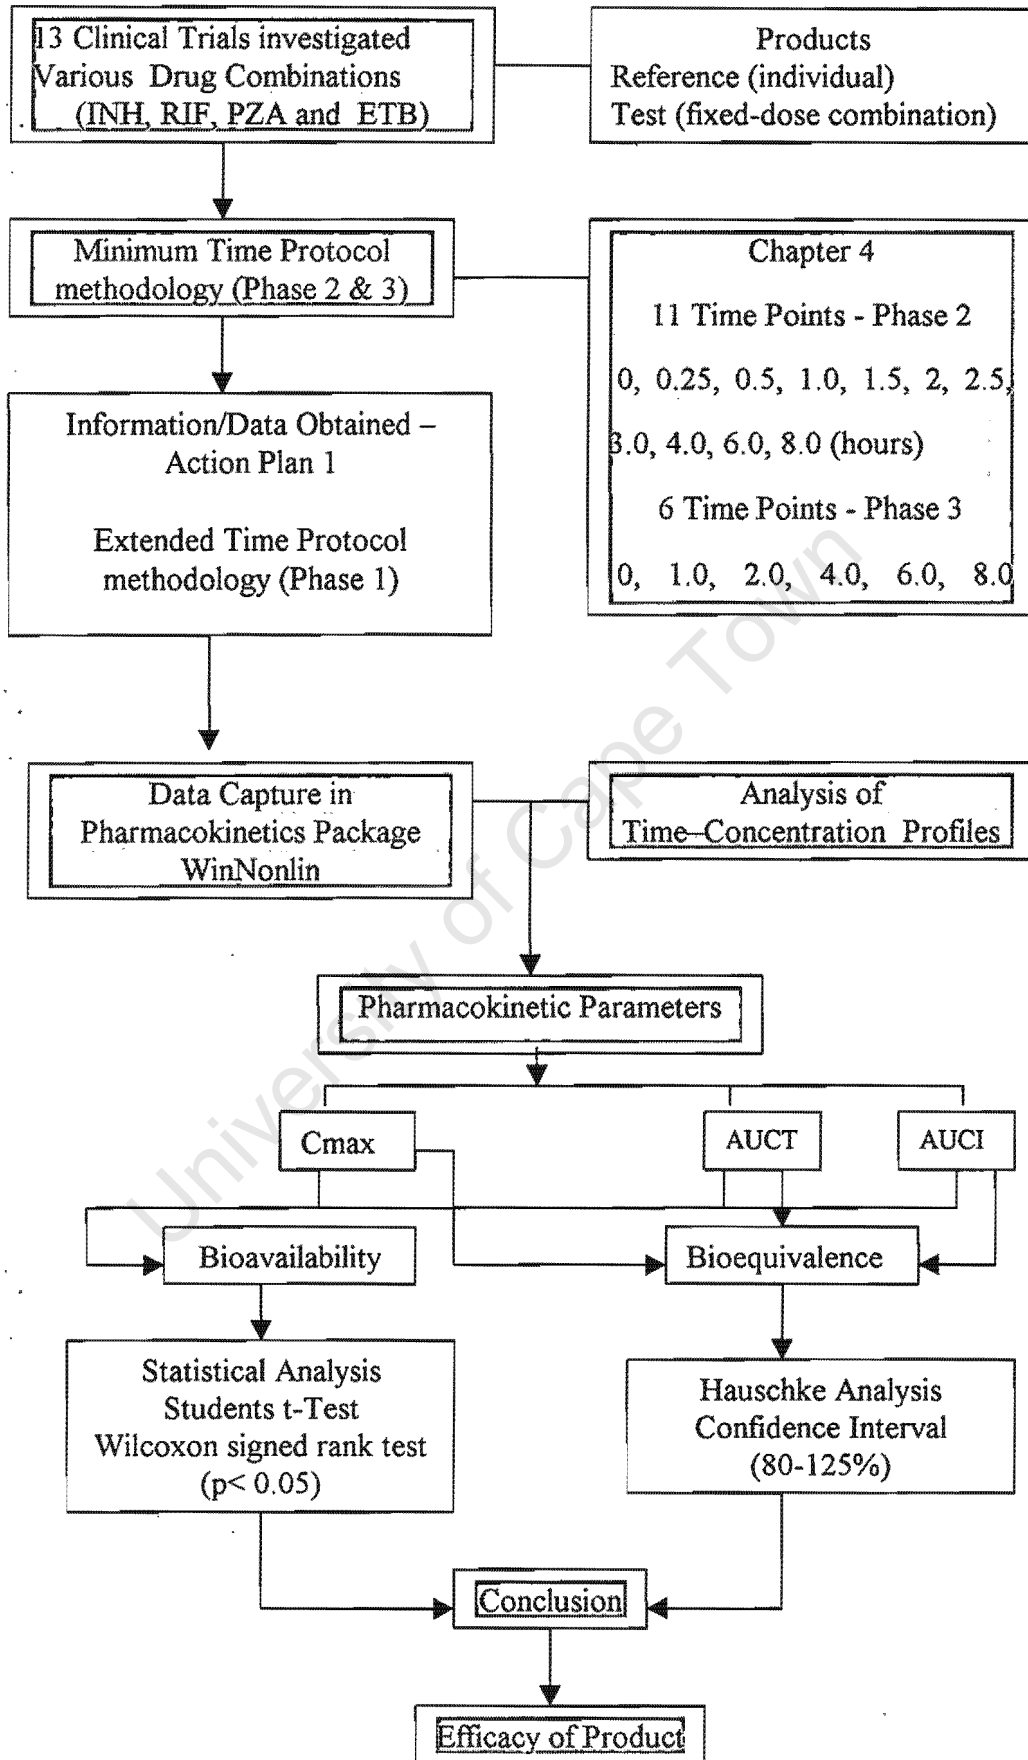 13 Clinical Trials investigated
Various Drug Combinations
(INH, RIF, PZA and ETB)
Products
Reference (individual)
Test (fixed-dose combination)
Minimum Time Protocol
methodology (Phase 2 & 3)
Chapter 4
11 Time Points - Phase 2
0, 0.25, 0.5, 1.0, 1.5, 2, 2.5,
3.0, 4.0, 6.0, 8.0 (hours)
6 Time Points - Phase 3
0, 1.0, 2.0, 4.0, 6.0, 8.0
Information/Data Obtained –
Action Plan 1
Extended Time Protocol
methodology (Phase 1)
Data Capture in
Pharmacokinetics Package
WinNonlin
Analysis of
Time–Concentration Profiles
Pharmacokinetic Parameters
Cmax
AUCT
AUCI
Bioavailability
Bioequivalence
Statistical Analysis
Students t-Test
Wilcoxon signed rank test
(p< 0.05)
Hauschke Analysis
Confidence Interval
(80-125%)
Conclusion
Efficacy of Product
University of Cape Town